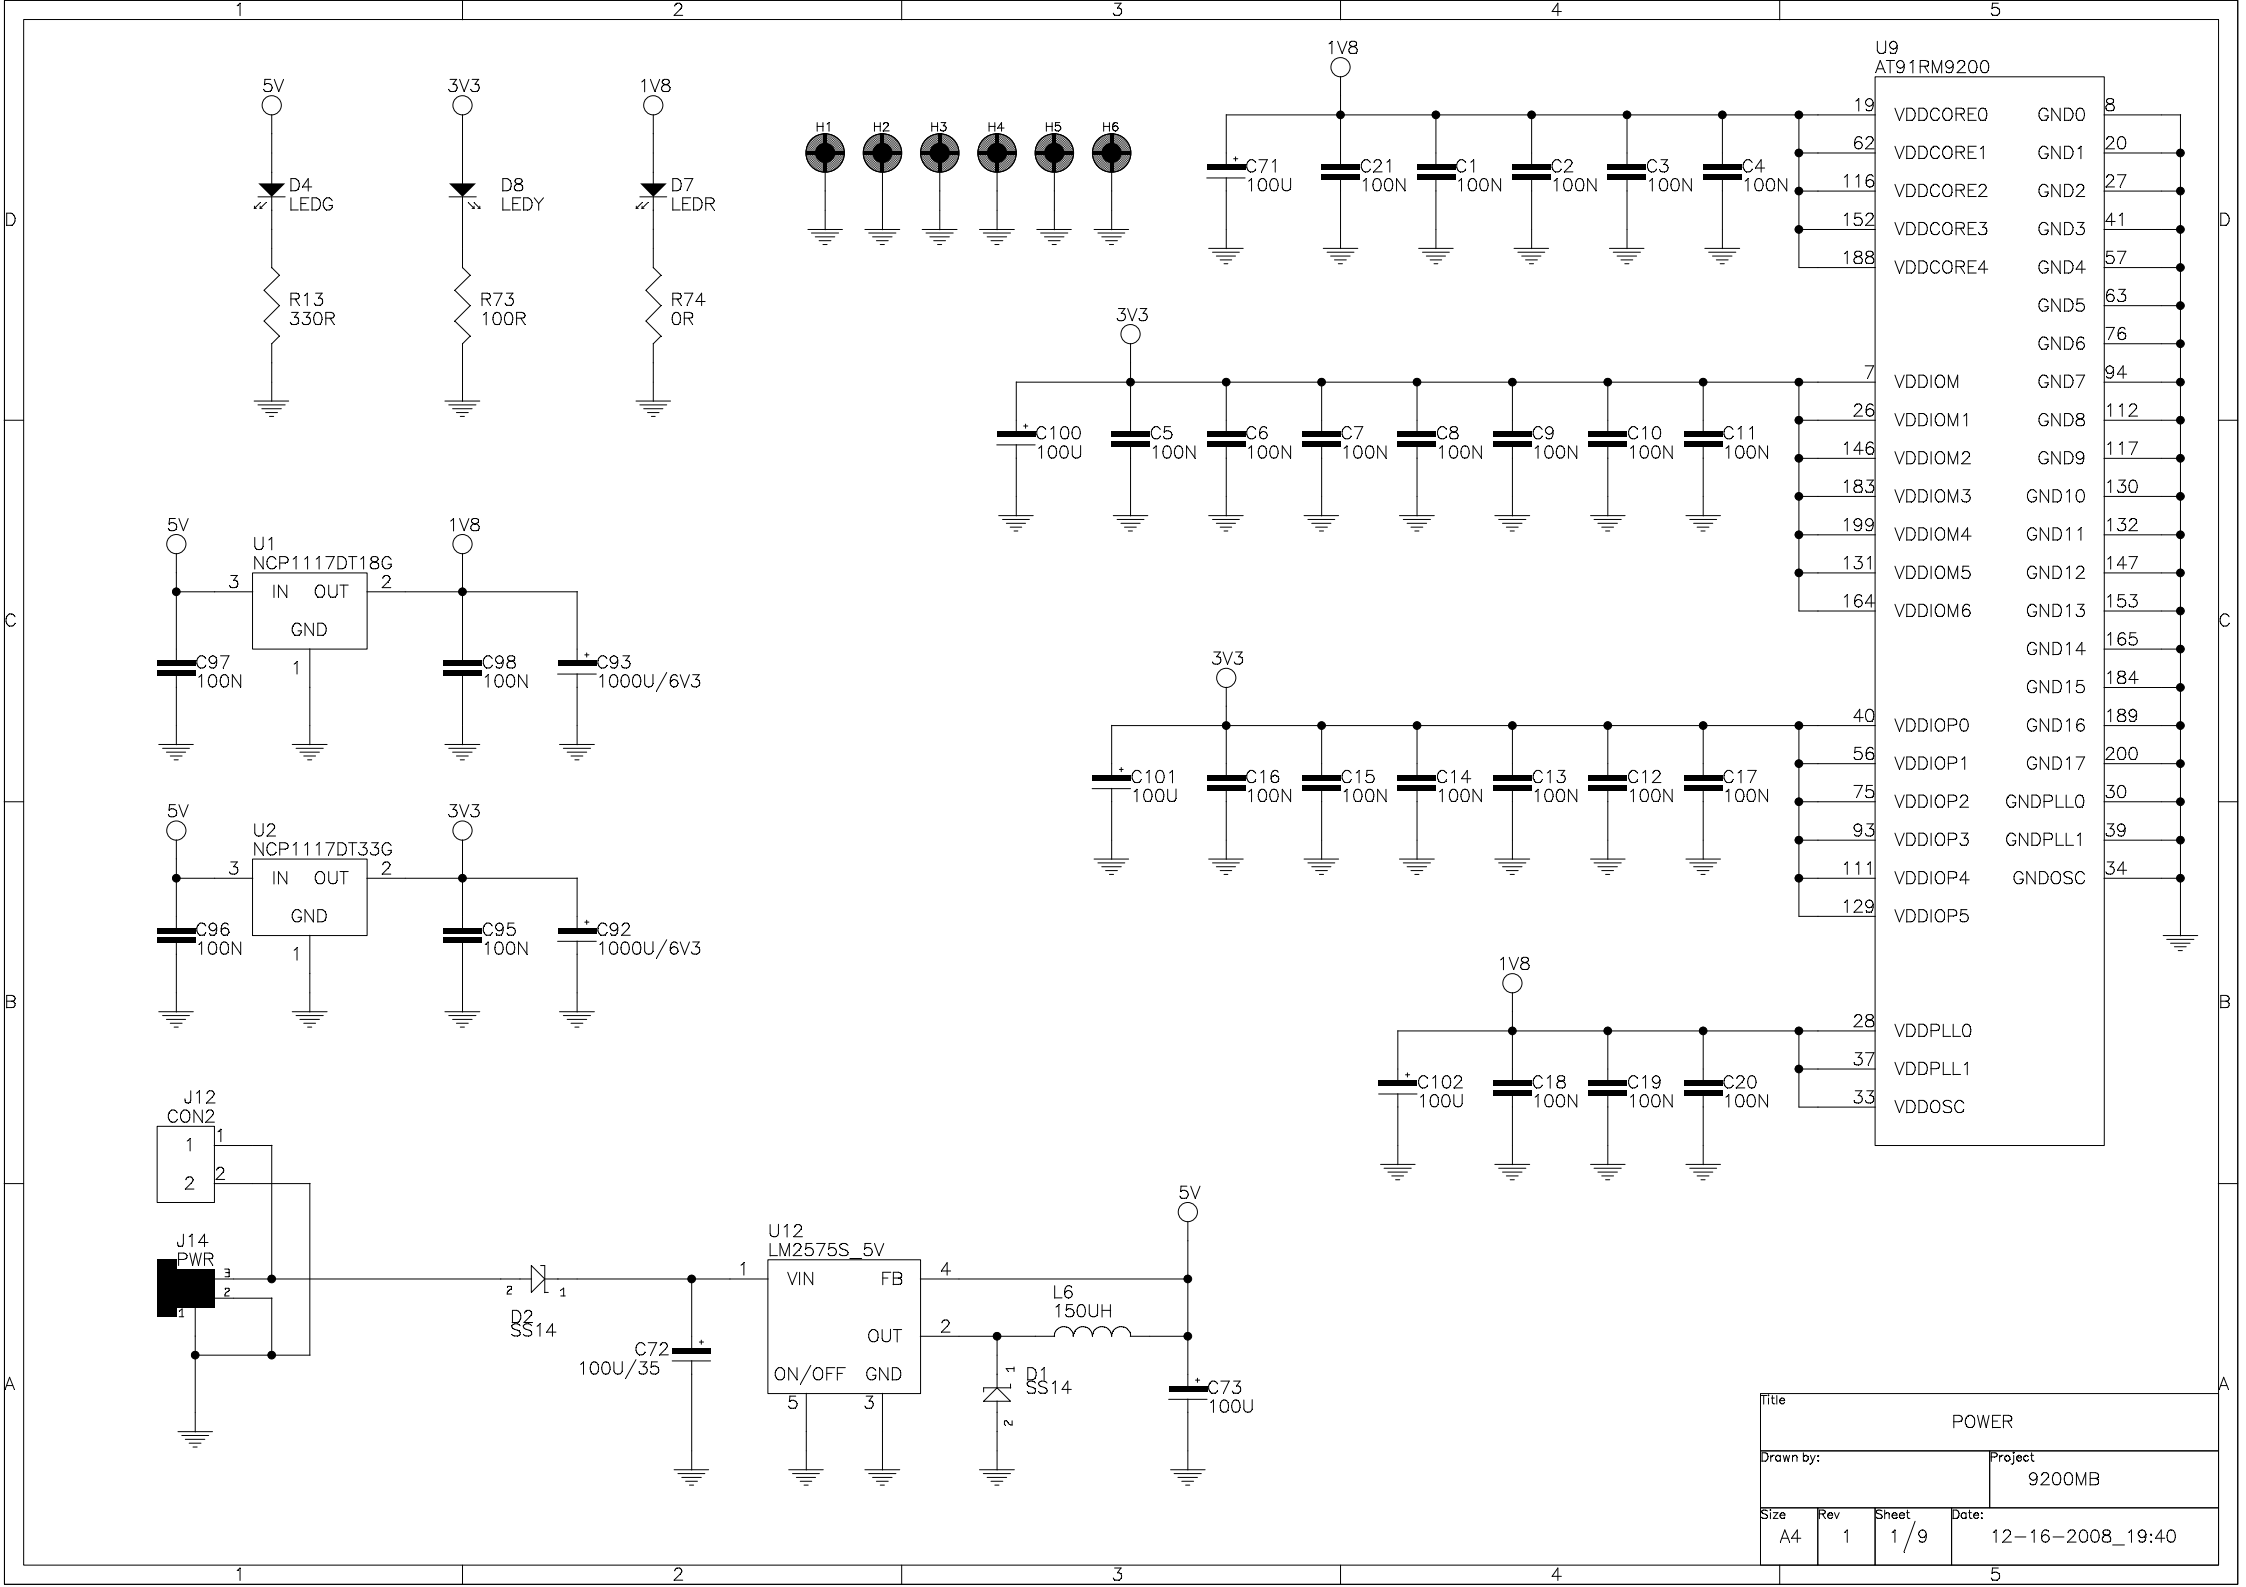 1 2 3 4 5
D
C
B
A
D
C
B
A
1 2 3 4 5
5V
D4
LEDG
R13
330R
3V3
D8
LEDY
R73
100R
1V8
D7
LEDR
R74
0R
H1 H2 H3 H4 H5 H6
1V8
+
C71
100U
C21
100N
C1
100N
C2
100N
C3
100N
C4
100N
3V3
+
C100
100U
C5
100N
C6
100N
C7
100N
C8
100N
C9
100N
C10
100N
C11
100N
3V3
+
C101
100U
C16
100N
C15
100N
C14
100N
C13
100N
C12
100N
C17
100N
1V8
+
C102
100U
C18
100N
C19
100N
C20
100N
U9
AT91RM9200
19 VDDCORE0 GND0 8
62 VDDCORE1 GND1 20
116 VDDCORE2 GND2 27
152 VDDCORE3 GND3 41
188 VDDCORE4 GND4 57
GND5 63
GND6 76
7 VDDIOM GND7 94
26 VDDIOM1 GND8 112
146 VDDIOM2 GND9 117
183 VDDIOM3 GND10 130
199 VDDIOM4 GND11 132
131 VDDIOM5 GND12 147
164 VDDIOM6 GND13 153
GND14 165
GND15 184
40 VDDIOP0 GND16 189
56 VDDIOP1 GND17 200
75 VDDIOP2 GNDPLL0 30
93 VDDIOP3 GNDPLL1 39
111 VDDIOP4 GNDOSC 34
129 VDDIOP5
28 VDDPLL0
37 VDDPLL1
33 VDDOSC
5V
U1
NCP1117DT18G
3 IN OUT 2
GND
1
1V8
C97
100N
C98
100N
+
C93
1000U/6V3
5V
U2
NCP1117DT33G
3 IN OUT 2
GND
1
3V3
C96
100N
C95
100N
+
C92
1000U/6V3
J12
CON2
1 1
2 2
J14
PWR
3
2
1
2 1
D2
SS14
+
C72
100U/35
U12
LM2575S_5V
1 VIN FB 4
OUT 2
ON/OFF GND
5 3
L6
150UH
1
D1
SS14
2
5V
+
C73
100U
Title
POWER
Drawn by:
Project
9200MB
Size
A4
Rev
1
Sheet
1/9
Date:
12-16-2008_19:40